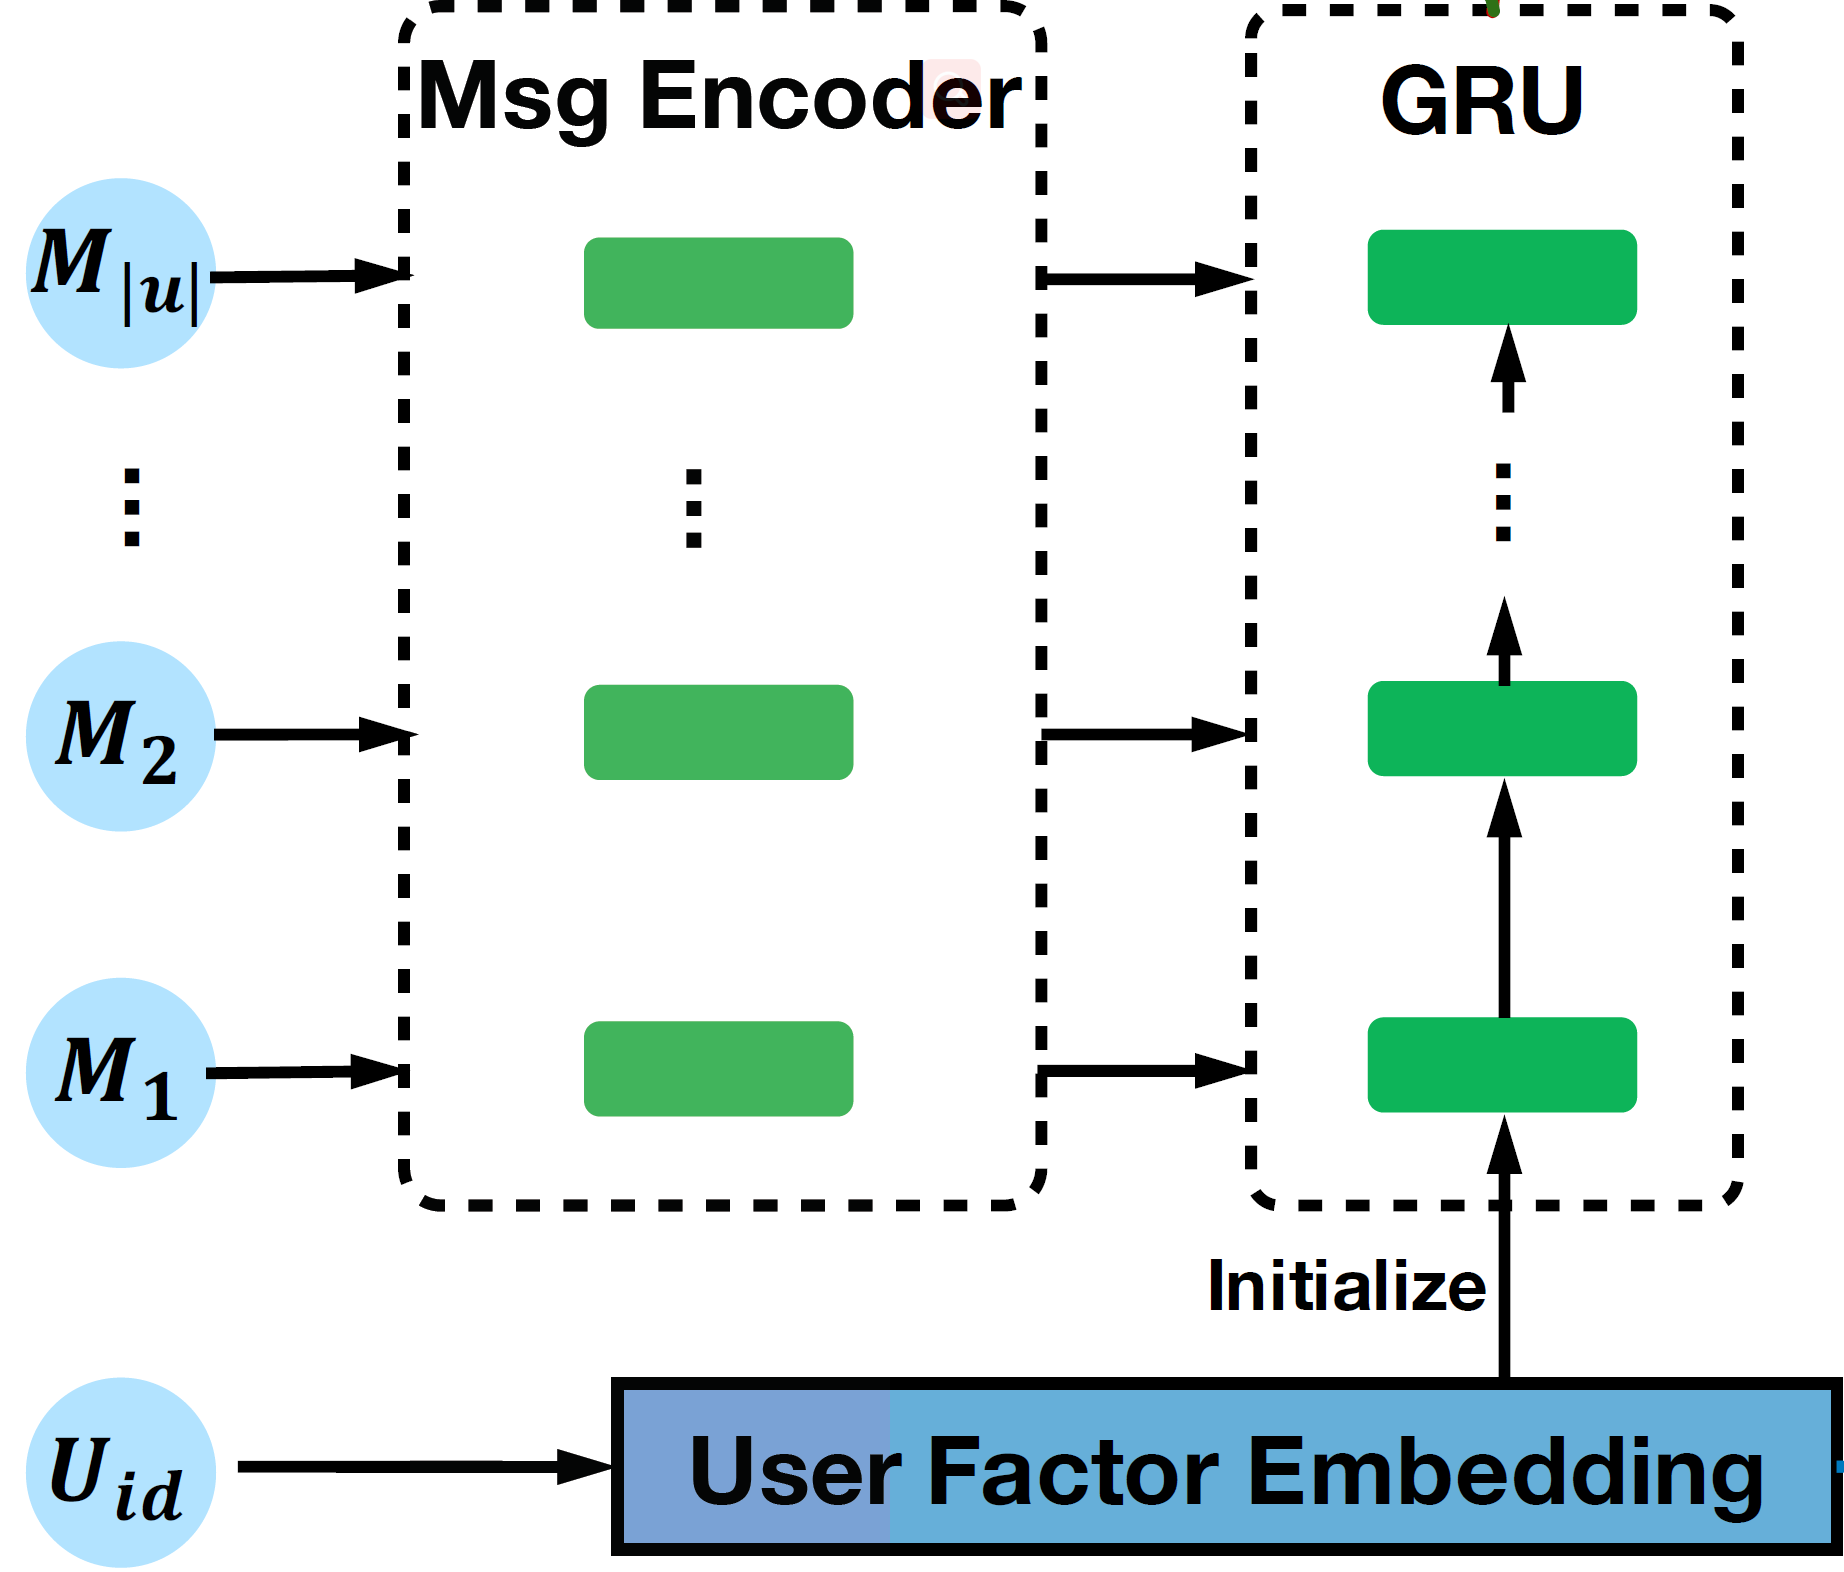 Msg Encoder
GRU
M|u|
M2
M1
Initialize
Uid
User Factor Embedding